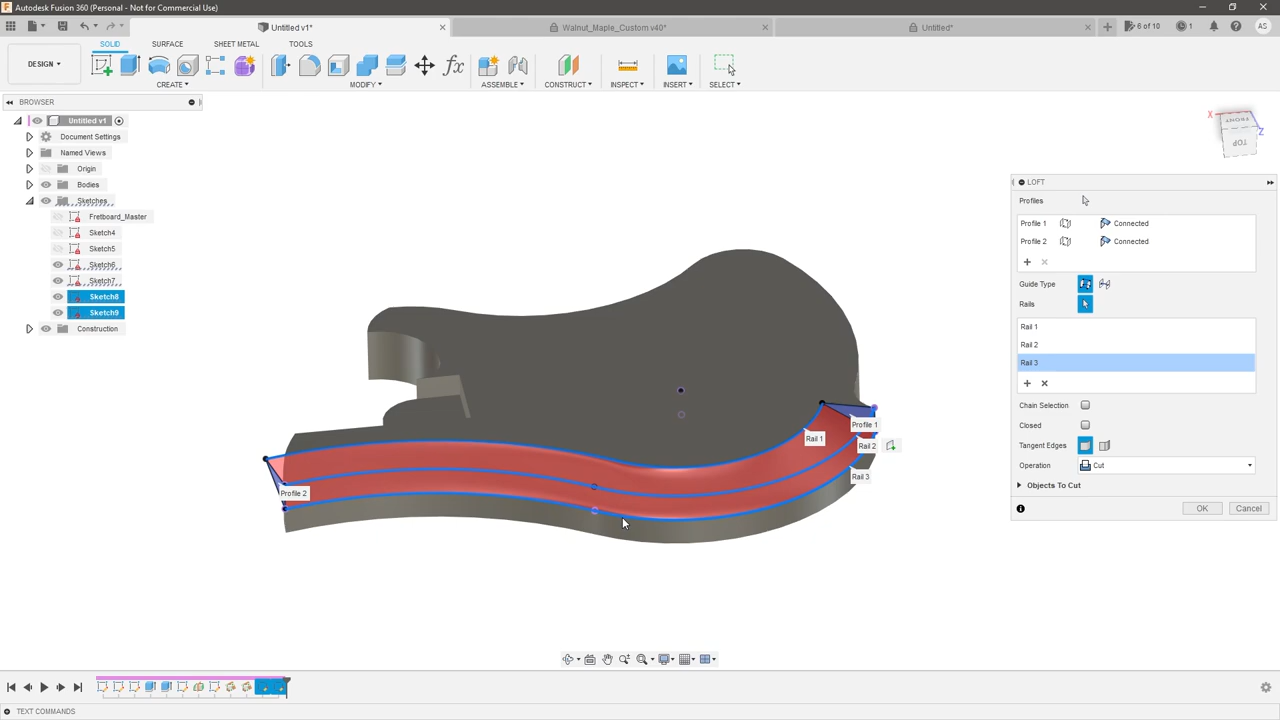 Autodesk Fusion 360 (Personal - Not for Commercial Use)
Untitled v1*
Walnut_Maple_Custom v40*
Untitled*
6 of 10
1
AS
DESIGN
SOLID
SURFACE
SHEET METAL
TOOLS
CREATE
MODIFY
ASSEMBLE
CONSTRUCT
INSPECT
INSERT
SELECT
BROWSER
Untitled v1
Document Settings
Named Views
Origin
Bodies
Sketches
Fretboard_Master
Sketch4
Sketch5
Sketch6
Sketch7
Sketch8
Sketch9
Construction
X
FRONT
Z
TOP
Profile 1
Rail 1
Rail 2
Rail 3
Profile 2
LOFT
Profiles
Profile 1 Connected
Profile 2 Connected
Guide Type
Rails
Rail 1
Rail 2
Rail 3
Chain Selection
Closed
Tangent Edges
Operation Cut
Objects To Cut
OK Cancel
TEXT COMMANDS